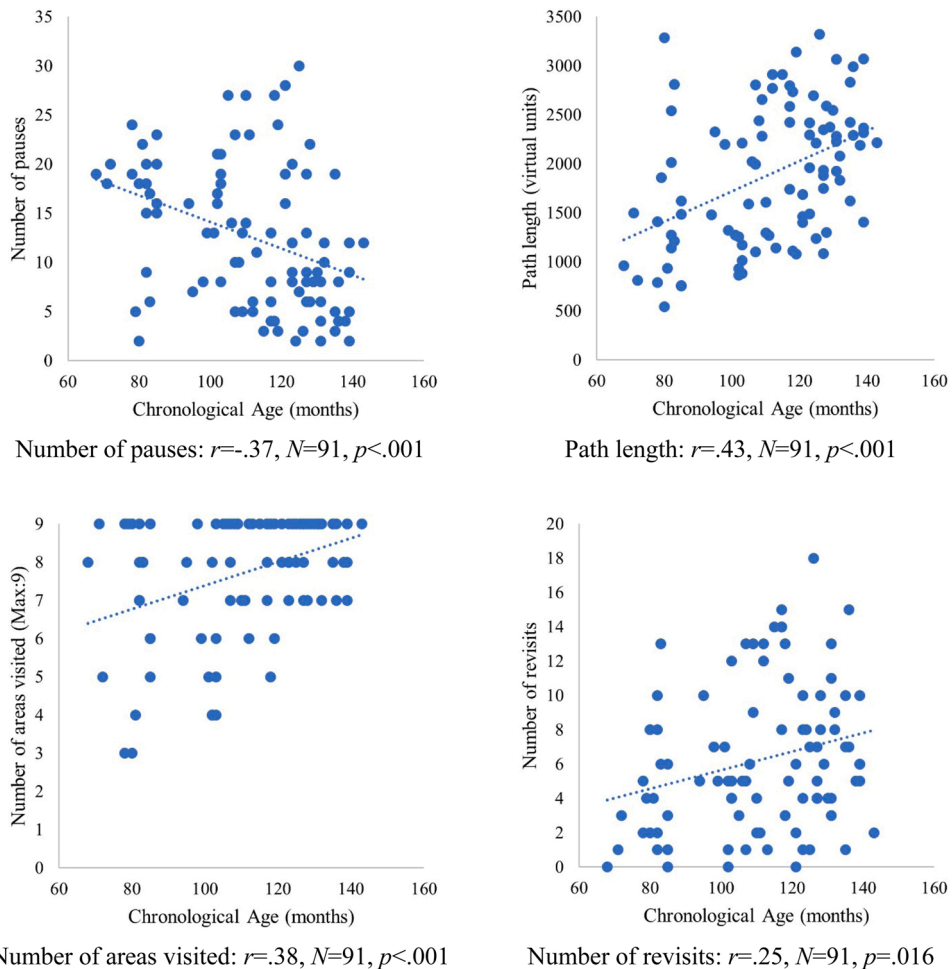 35
30
25
20
15
10
5
0
Number of pauses
60 80 100 120 140 160
Chronological Age (months)
Number of pauses: r=-.37, N=91, p<.001
3500
3000
2500
2000
1500
1000
500
0
Path length (virtual units)
60 80 100 120 140 160
Chronological Age (months)
Path length: r=.43, N=91, p<.001
9
8
7
6
5
4
3
2
1
0
Number of areas visited (Max:9)
60 80 100 120 140 160
Chronological Age (months)
Number of areas visited: r=.38, N=91, p<.001
20
18
16
14
12
10
8
6
4
2
0
Number of revisits
60 80 100 120 140 160
Chronological Age (months)
Number of revisits: r=.25, N=91, p=.016